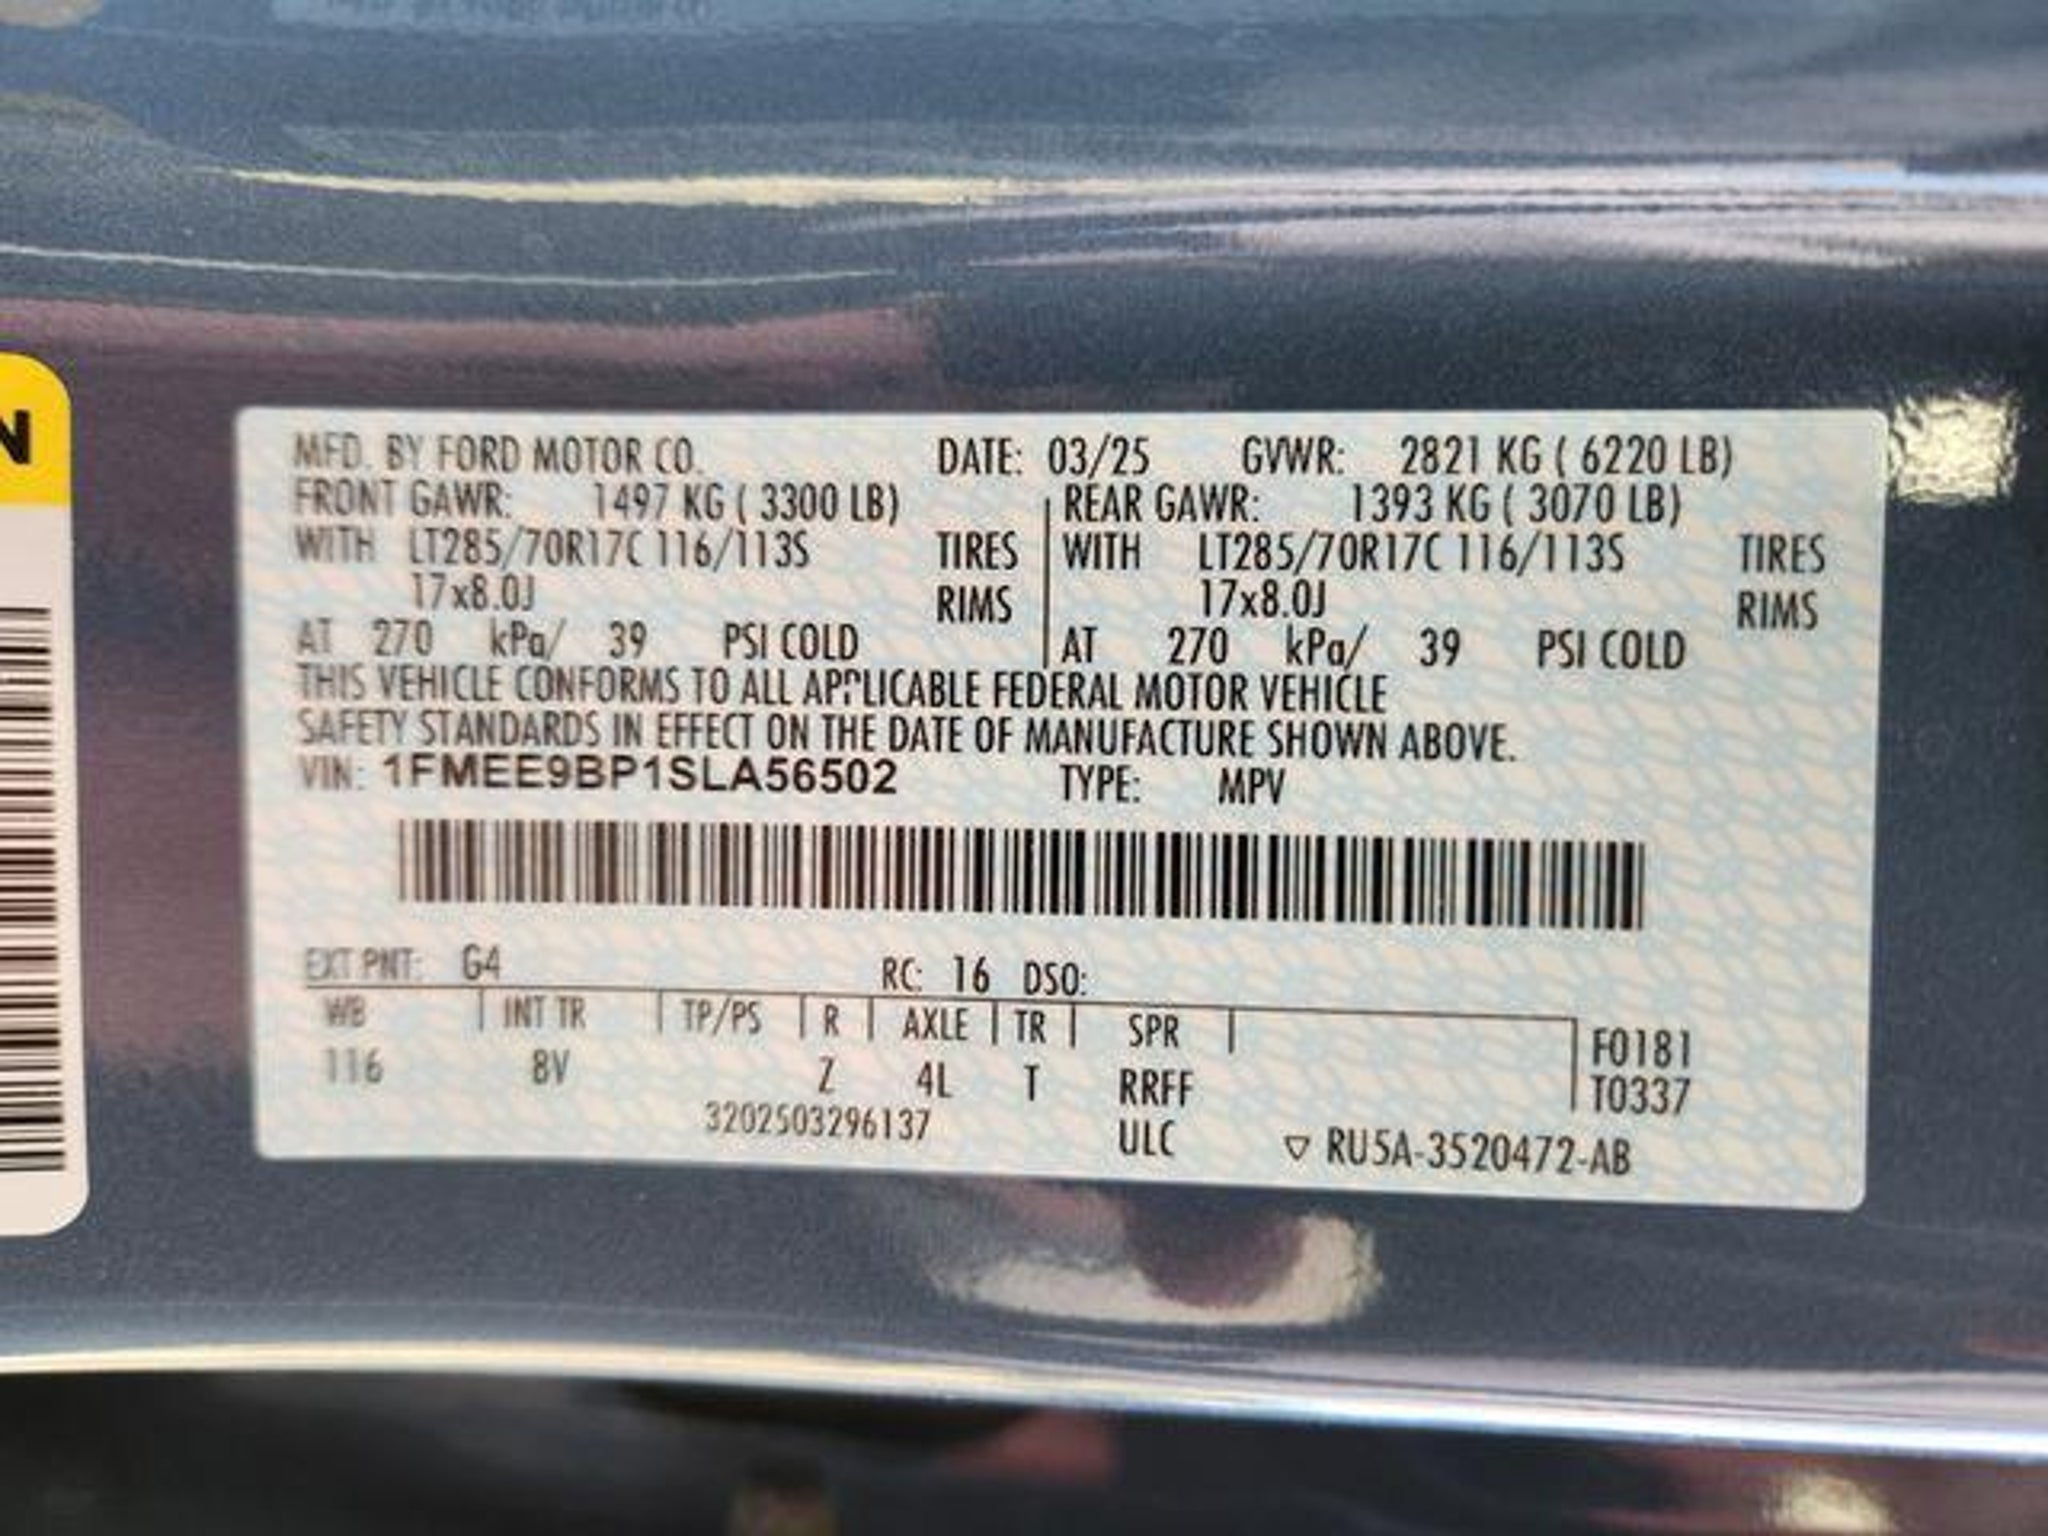 N
MFD. BY FORD MOTOR CO. DATE: 03/25 GVWR: 2821 KG ( 6220 LB)
FRONT GAWR: 1497 KG ( 3300 LB) REAR GAWR: 1393 KG ( 3070 LB)
WITH LT285/70R17C 116/113S TIRES WITH LT285/70R17C 116/113S TIRES
17x8.0J RIMS 17x8.0J RIMS
AT 270 kPa/ 39 PSI COLD AT 270 kPa/ 39 PSI COLD
THIS VEHICLE CONFORMS TO ALL APPLICABLE FEDERAL MOTOR VEHICLE
SAFETY STANDARDS IN EFFECT ON THE DATE OF MANUFACTURE SHOWN ABOVE.
VIN: 1FMEE9BP1SLA56502 TYPE: MPV
EXT PNT: G4 RC: 16 DSO:
WB INT TR TP/PS R AXLE TR SPR F0181
116 8V Z 4L T RRFF T0337
3202503296137 ULC ▽ RU5A-3520472-AB